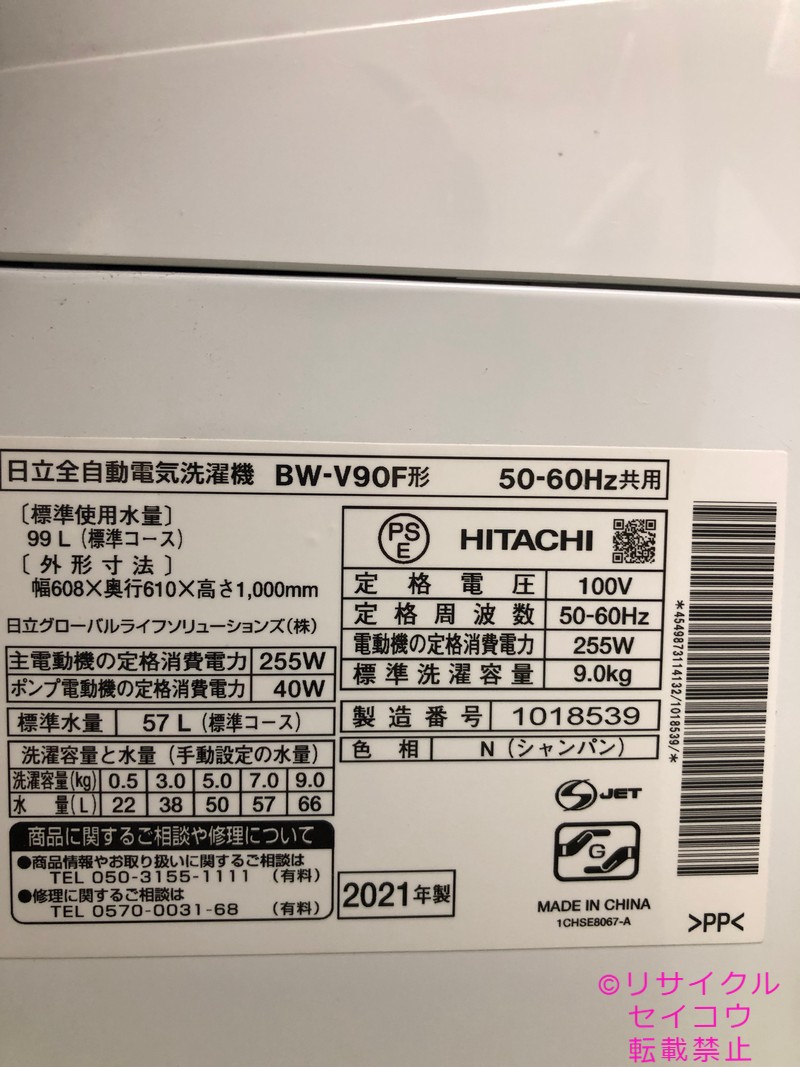 日立全自動電気洗濯機 BW-V90F形 50-60Hz共用
〔標準使用水量〕
99 L（標準コース）
〔外形寸法〕
幅608×奥行610×高さ1,000mm
日立グローバルライフソリューションズ（株）
主電動機の定格消費電力 255W
ポンプ電動機の定格消費電力 40W
標準水量 57 L（標準コース）
洗濯容量と水量（手動設定の水量）
洗濯容量(kg) 0.5 3.0 5.0 7.0 9.0
水量(L) 22 38 50 57 66
商品に関するご相談や修理について
●商品情報やお取り扱いに関するご相談は
TEL 050-3155-1111 （有料）
●修理に関するご相談は
TEL 0570-0031-68 （有料）
PS
E
HITACHI
定格電圧 100V
定格周波数 50-60Hz
電動機の定格消費電力 255W
標準洗濯容量 9.0kg
製造番号 1018539
色相 N（シャンパン）
S JET
G
2021年製
MADE IN CHINA
1CHSE8067-A
*4549873114132/1018539/*
>PP<
©リサイクル
セイコウ
転載禁止